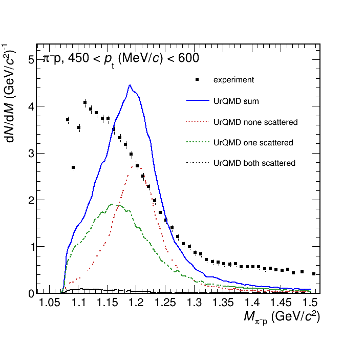 π⁻p, 450 < pₜ (MeV/c) < 600
dN/dM (GeV/c²)⁻¹
experiment
UrQMD sum
UrQMD none scattered
UrQMD one scattered
UrQMD both scattered
5
4
3
2
1
0
1.05 1.1 1.15 1.2 1.25 1.3 1.35 1.4 1.45 1.5
M_π⁻p (GeV/c²)